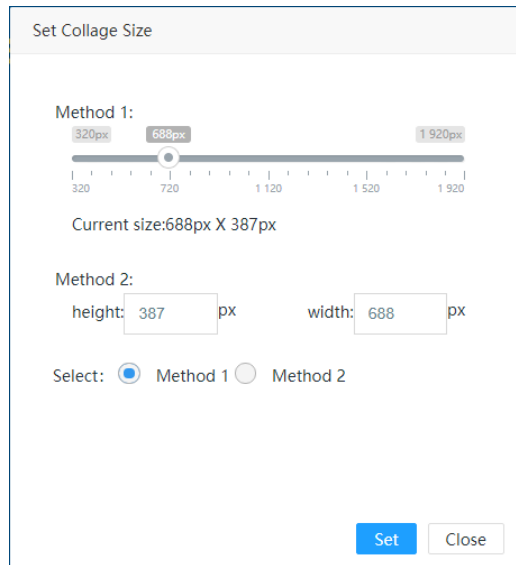 Set Collage Size
Method 1:
320px 688px 1 920px
320 720 1 120 1 520 1 920
Current size:688px X 387px
Method 2:
height: 387 px width: 688 px
Select: Method 1 Method 2
Set Close